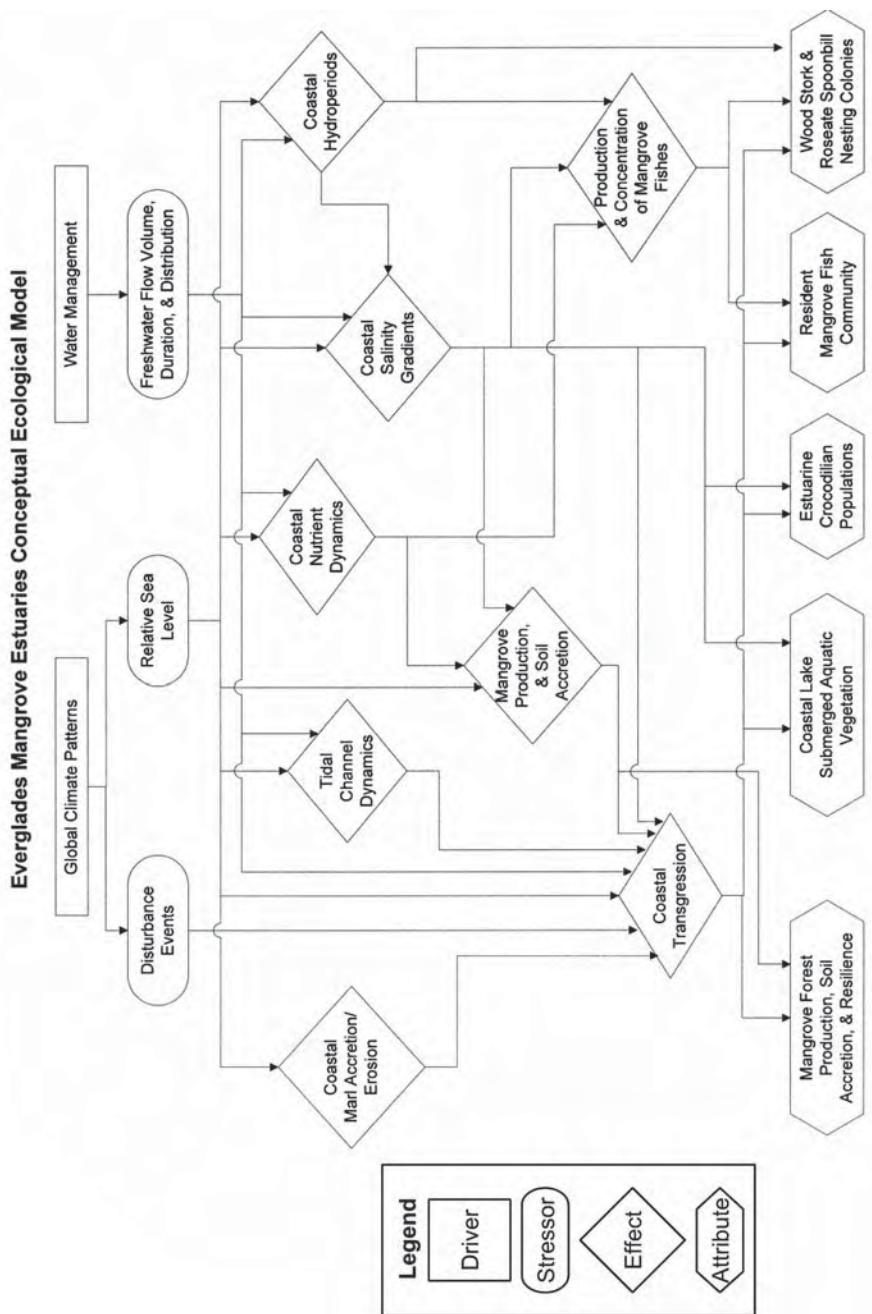 Everglades Mangrove Estuaries Conceptual Ecological Model
Global Climate Patterns
Water Management
Disturbance
Events
Relative Sea
Level
Freshwater Flow Volume,
Duration, & Distribution
Coastal
Marl Accretion/
Erosion
Tidal
Channel
Dynamics
Coastal
Nutrient
Dynamics
Coastal
Salinity
Gradients
Coastal
Hydroperiods
Mangrove
Production,
& Soil
Accretion
Production
& Concentration
of Mangrove
Fishes
Coastal
Transgression
Mangrove Forest
Production, Soil
Accretion, & Resilience
Coastal Lake
Submerged Aquatic
Vegetation
Estuarine
Crocodilian
Populations
Resident
Mangrove Fish
Community
Wood Stork &
Roseate Spoonbill
Nesting Colonies
Legend
Driver
Stressor
Effect
Attribute